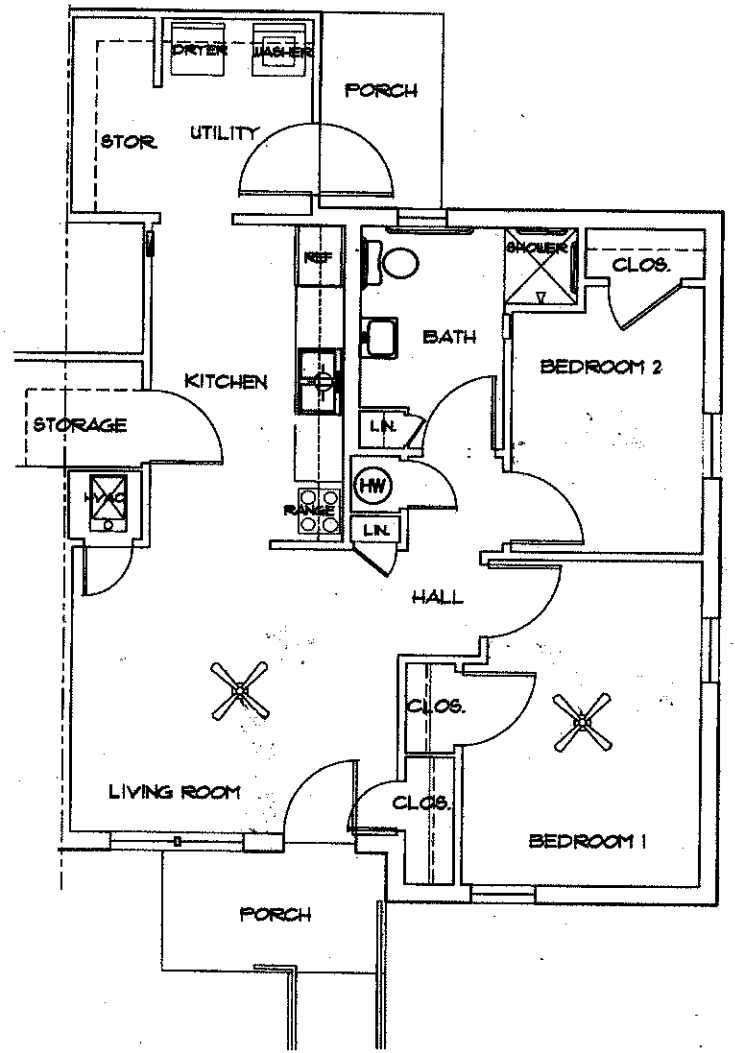 DRYER
WASHER
PORCH
STOR
UTILITY
REF
SHOWER
CLOS.
BATH
KITCHEN
BEDROOM 2
STORAGE
LIN.
HVAC
HW
RANGE
LIN.
HALL
CLOS.
LIVING ROOM
CLOS.
BEDROOM 1
PORCH